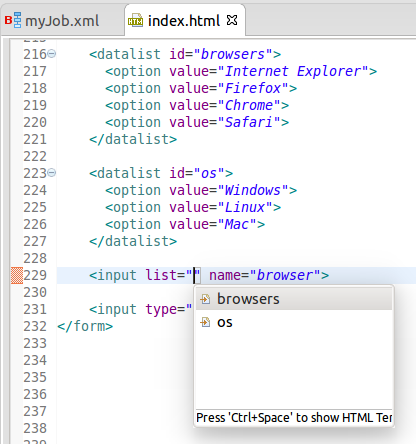 myJob.xml index.html
216 <datalist id="browsers">
217 <option value="Internet Explorer">
218 <option value="Firefox">
219 <option value="Chrome">
220 <option value="Safari">
221 </datalist>
222
223 <datalist id="os">
224 <option value="Windows">
225 <option value="Linux">
226 <option value="Mac">
227 </datalist>
228
229 <input list="" name="browser">
230 browsers
231 <input type=" os
232 </form>
233
234
235
236
237 Press 'Ctrl+Space' to show HTML Ter
238
239